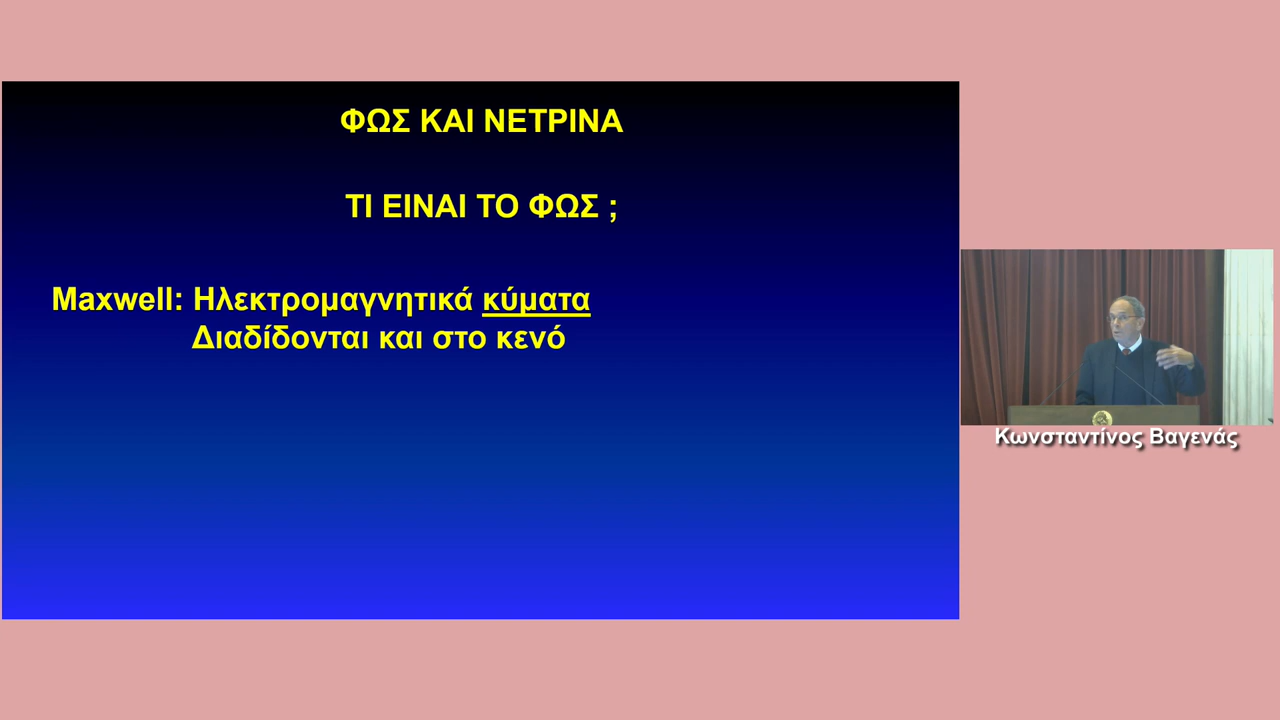 ΦΩΣ ΚΑΙ ΝΕΤΡΙΝΑ
ΤΙ ΕΙΝΑΙ ΤΟ ΦΩΣ ;
Maxwell: Ηλεκτρομαγνητικά κύματα
Διαδίδονται και στο κενό
Κωνσταντίνος Βαγενάς